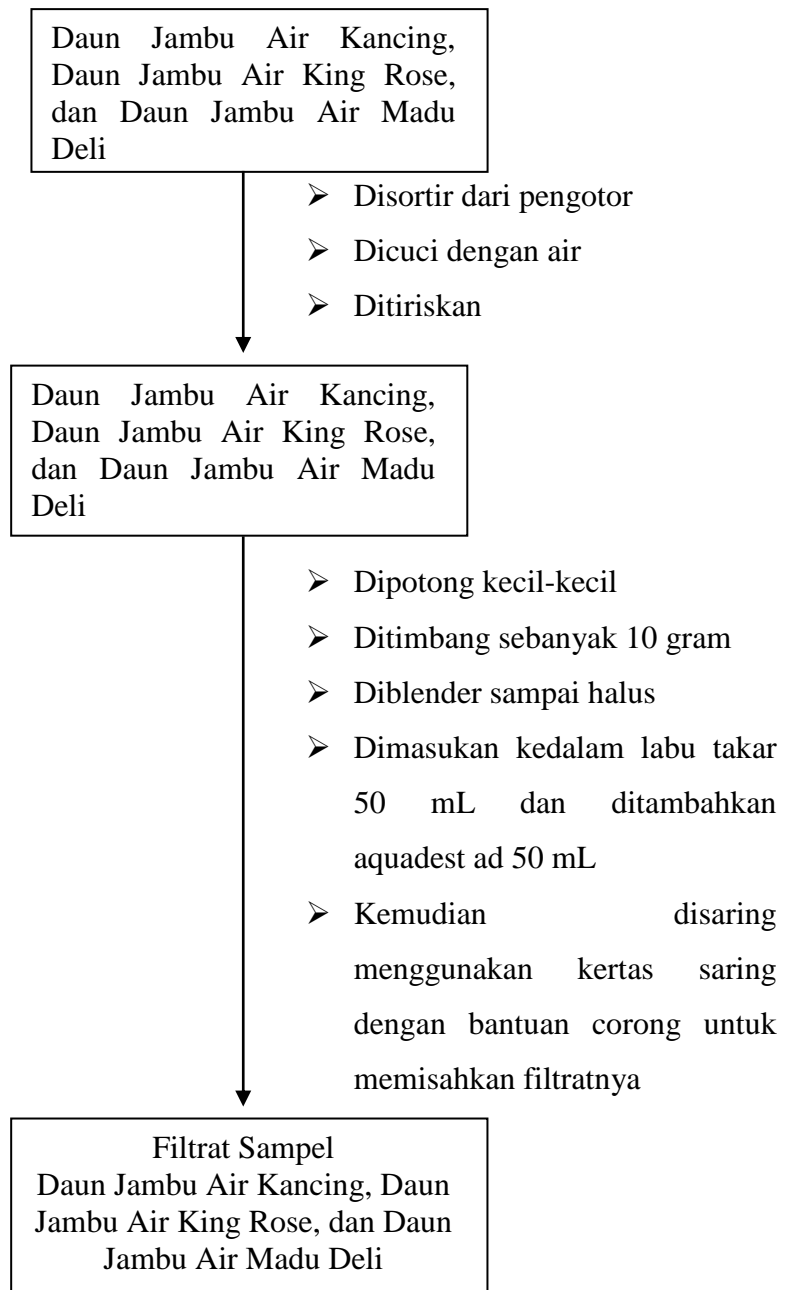 Daun Jambu Air Kancing,
Daun Jambu Air King Rose,
dan Daun Jambu Air Madu
Deli
➢ Disortir dari pengotor
➢ Dicuci dengan air
➢ Ditiriskan
Daun Jambu Air Kancing,
Daun Jambu Air King Rose,
dan Daun Jambu Air Madu
Deli
➢ Dipotong kecil-kecil
➢ Ditimbang sebanyak 10 gram
➢ Diblender sampai halus
➢ Dimasukan kedalam labu takar
50 mL dan ditambahkan
aquadest ad 50 mL
➢ Kemudian disaring
menggunakan kertas saring
dengan bantuan corong untuk
memisahkan filtratnya
Filtrat Sampel
Daun Jambu Air Kancing, Daun
Jambu Air King Rose, dan Daun
Jambu Air Madu Deli